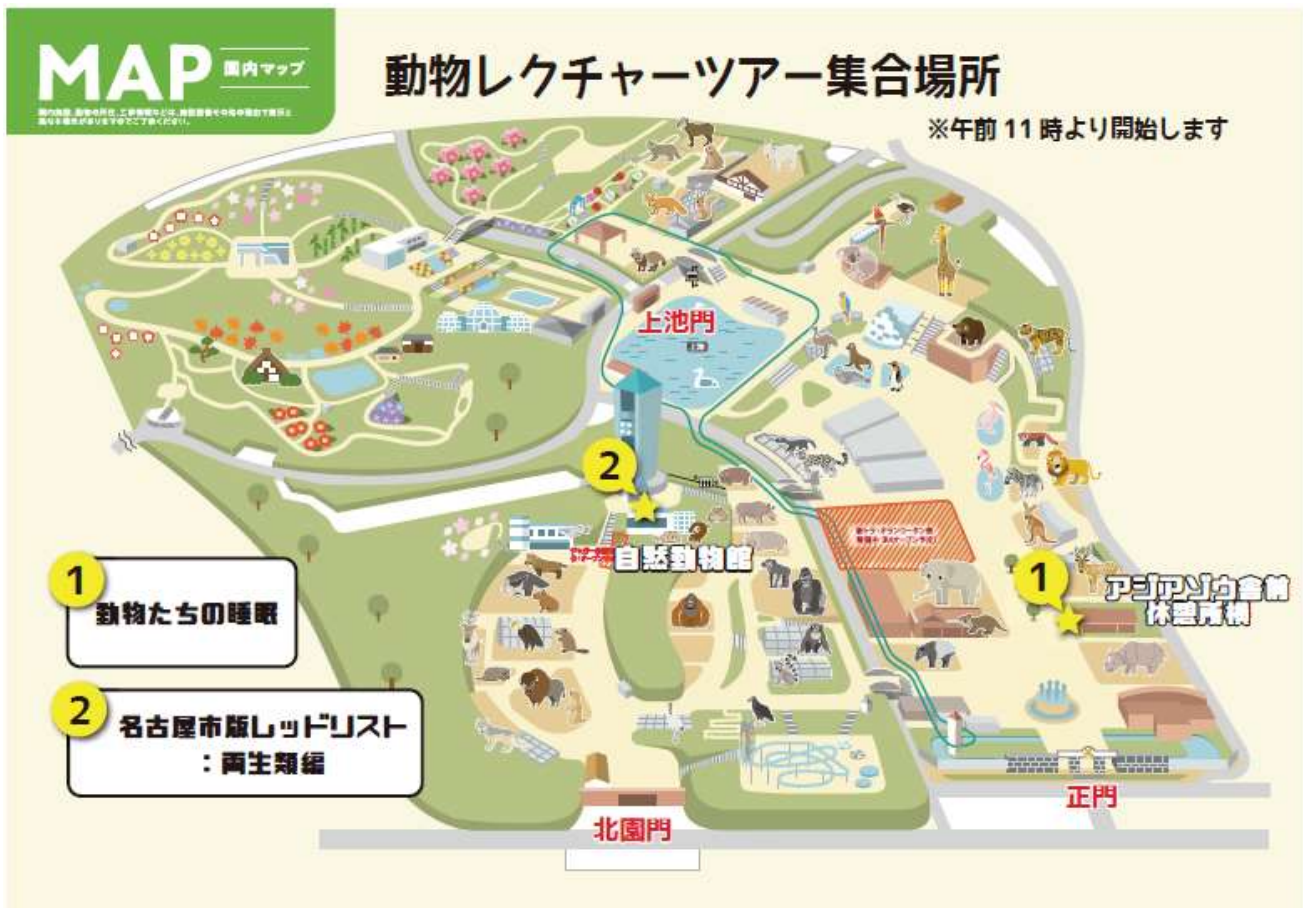 MAP 園内マップ
動物レクチャーツアー集合場所
※午前11時より開始します
上池門
2
自然動物館
1
アジアゾウ舎前
休憩所横
1
動物たちの睡眠
2
名古屋市版レッドリスト
：両生類編
北園門
正門